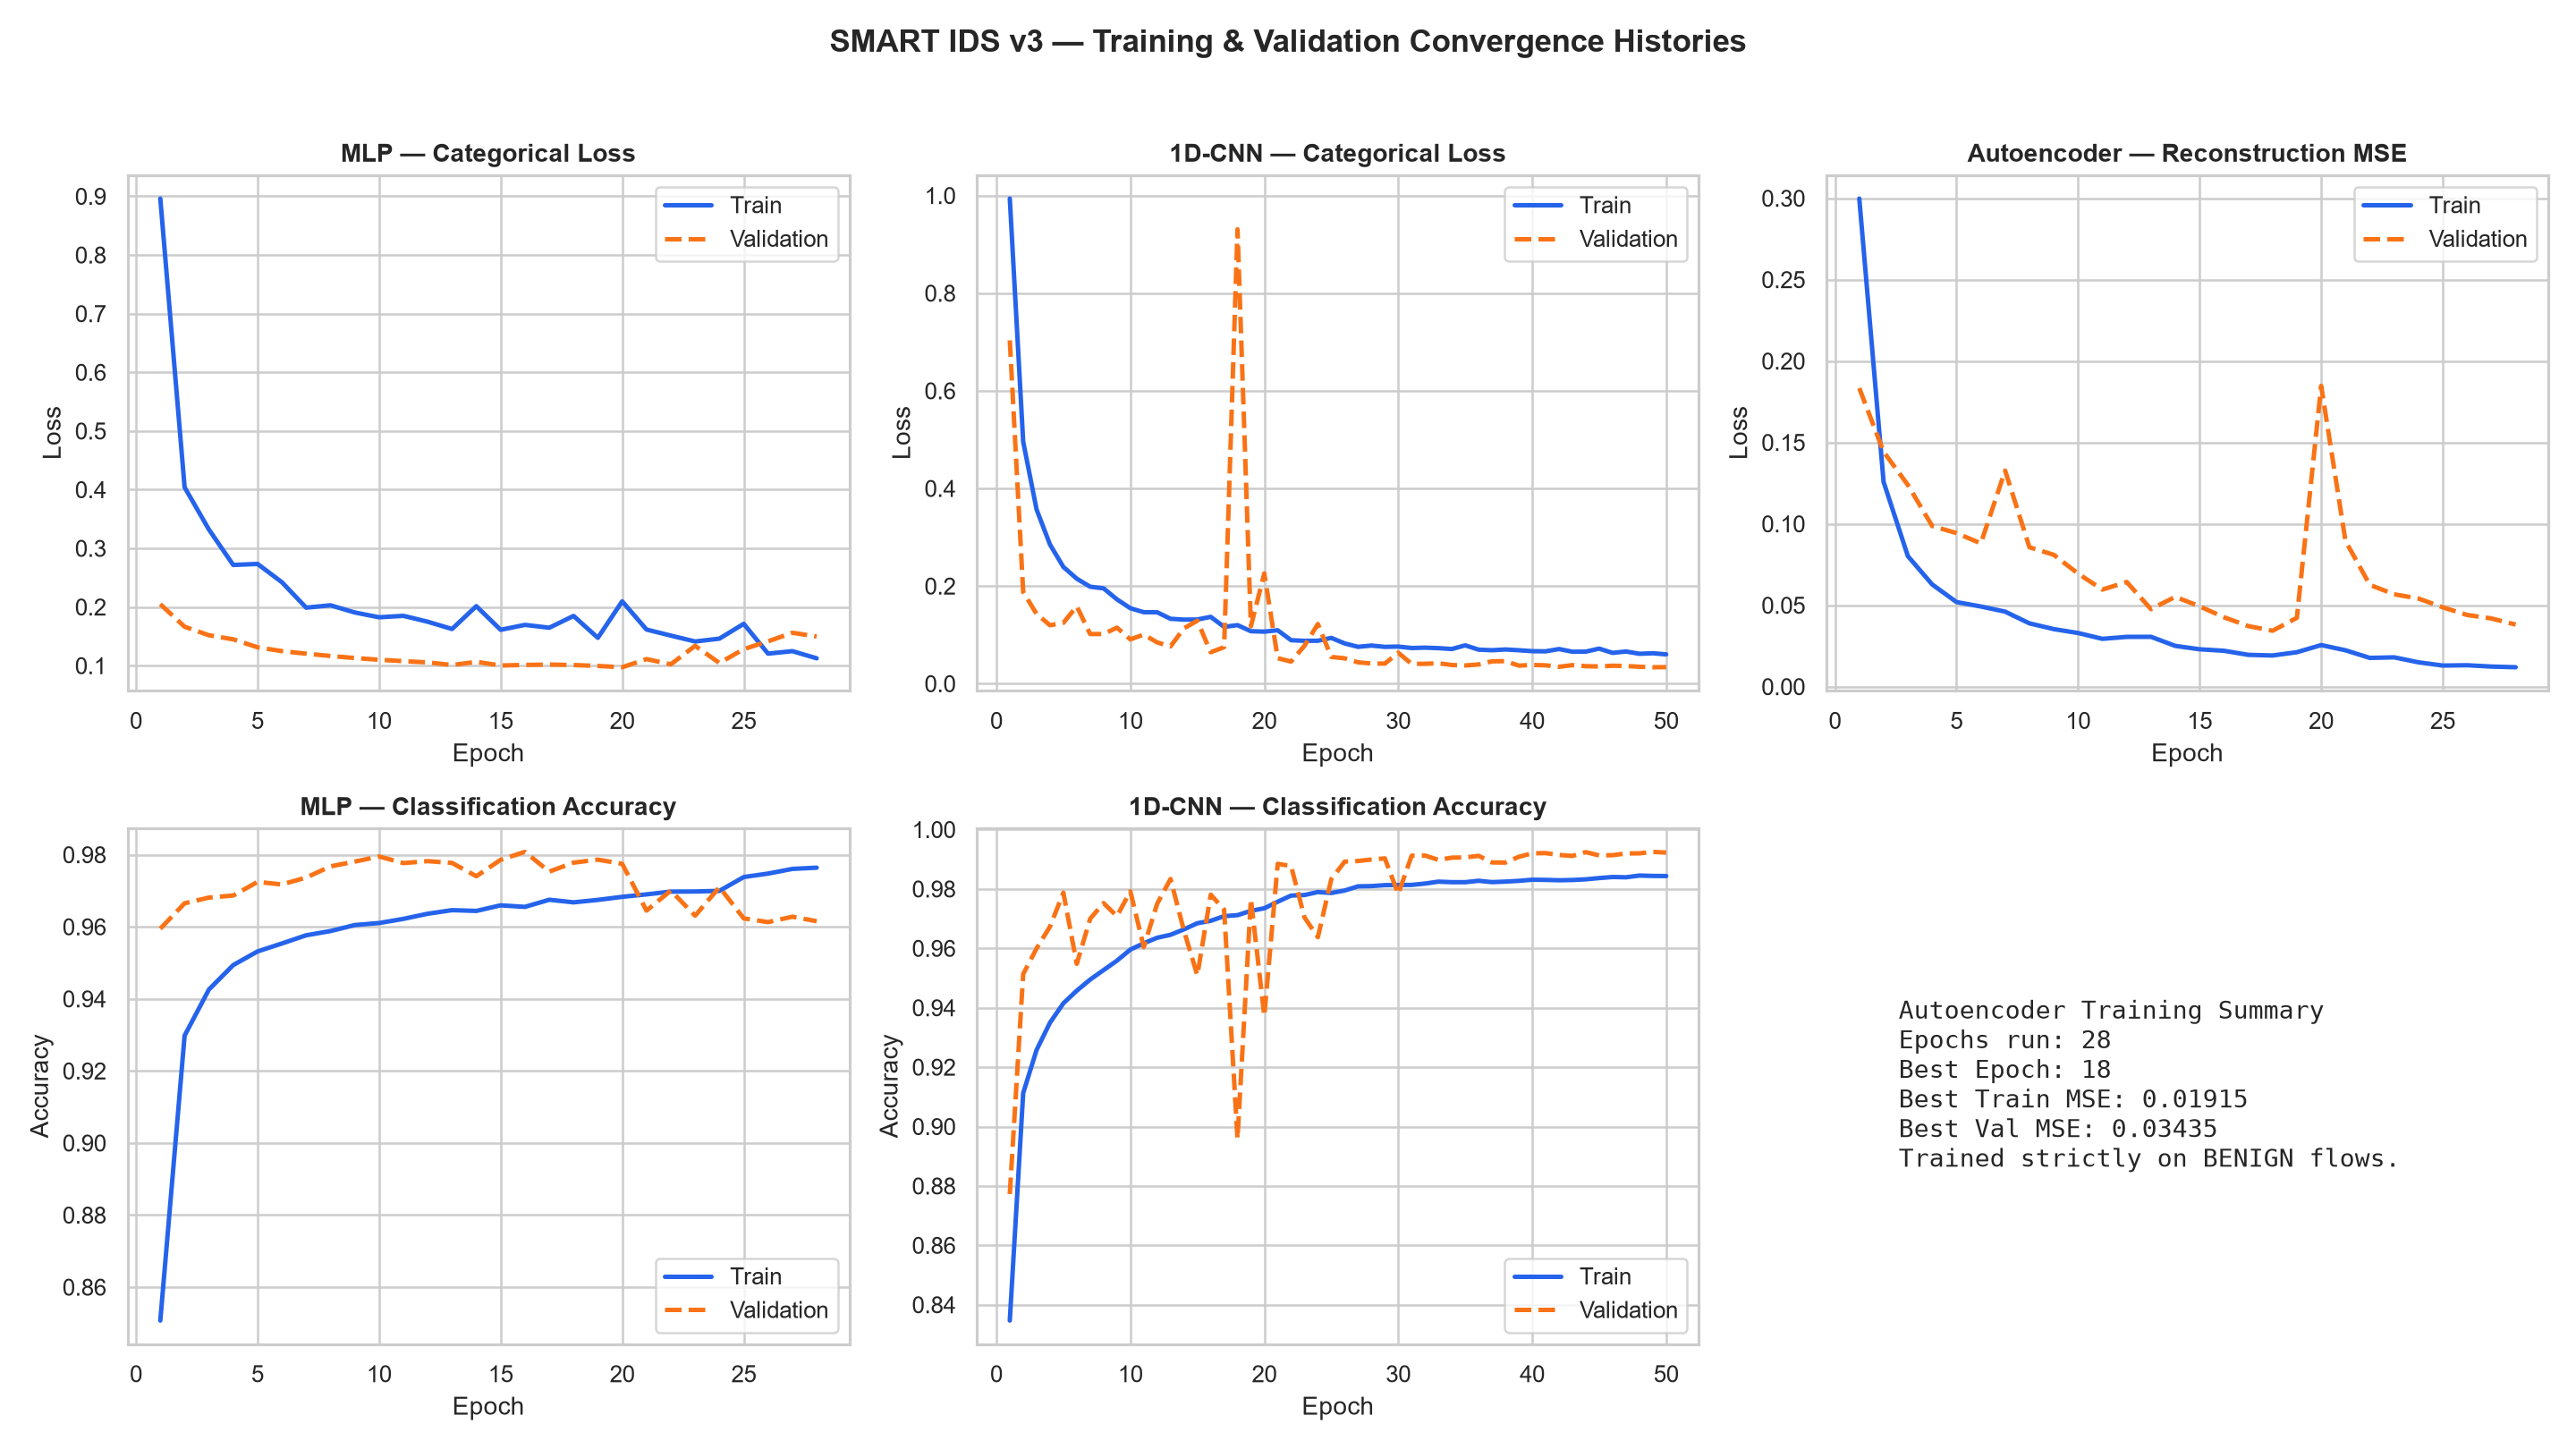 SMART IDS v3 — Training & Validation Convergence Histories
MLP — Categorical Loss
0.9
0.8
0.7
0.6
0.5
0.4
0.3
0.2
0.1
Loss
0 5 10 15 20 25
Epoch
Train
Validation
1D-CNN — Categorical Loss
1.0
0.8
0.6
0.4
0.2
0.0
Loss
0 10 20 30 40 50
Epoch
Train
Validation
Autoencoder — Reconstruction MSE
0.30
0.25
0.20
0.15
0.10
0.05
0.00
Loss
0 5 10 15 20 25
Epoch
Train
Validation
MLP — Classification Accuracy
0.98
0.96
0.94
0.92
0.90
0.88
0.86
Accuracy
0 5 10 15 20 25
Epoch
Train
Validation
1D-CNN — Classification Accuracy
1.00
0.98
0.96
0.94
0.92
0.90
0.88
0.86
0.84
Accuracy
0 10 20 30 40 50
Epoch
Train
Validation
Autoencoder Training Summary
Epochs run: 28
Best Epoch: 18
Best Train MSE: 0.01915
Best Val MSE: 0.03435
Trained strictly on BENIGN flows.